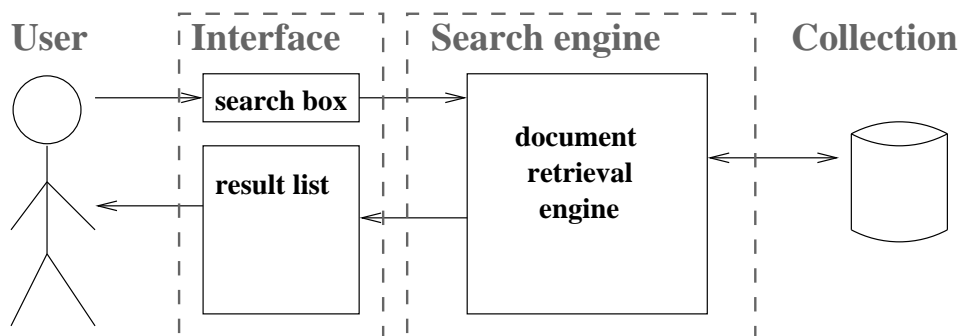 User
Interface
Search engine
Collection
search box
result list
document
retrieval
engine